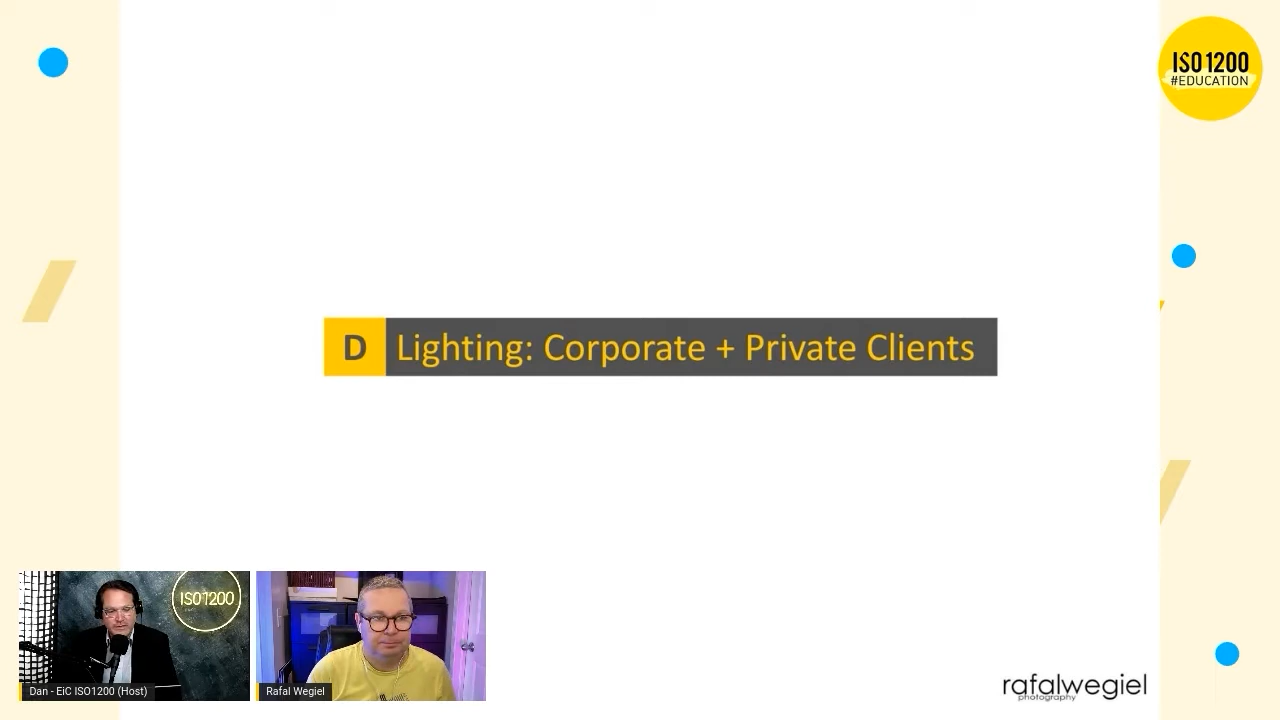 ISO1200
#EDUCATION
D Lighting: Corporate + Private Clients
ISO1200
Dan - EiC ISO1200 (Host)
Rafal Wegiel
rafalwegiel
photography